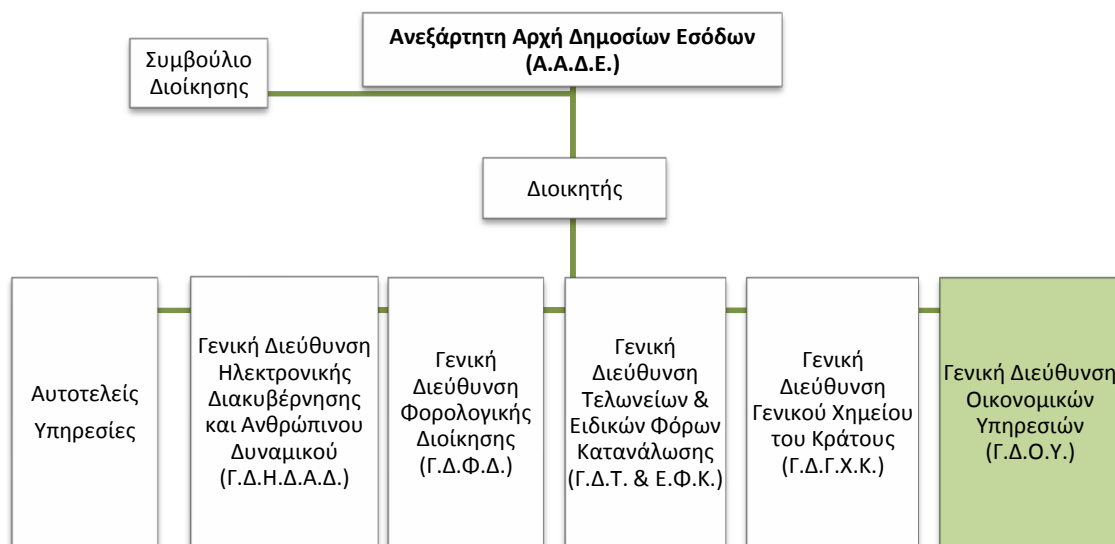 Ανεξάρτητη Αρχή Δημοσίων Εσόδων
(Α.Α.Δ.Ε.)
Συμβούλιο
Διοίκησης
Διοικητής
Αυτοτελείς
Υπηρεσίες
Γενική Διεύθυνση
Ηλεκτρονικής
Διακυβέρνησης
και Ανθρώπινου
Δυναμικού
(Γ.Δ.Η.Δ.Α.Δ.)
Γενική
Διεύθυνση
Φορολογικής
Διοίκησης
(Γ.Δ.Φ.Δ.)
Γενική
Διεύθυνση
Τελωνείων &
Ειδικών Φόρων
Κατανάλωσης
(Γ.Δ.Τ. & Ε.Φ.Κ.)
Γενική
Διεύθυνση
Γενικού Χημείου
του Κράτους
(Γ.Δ.Γ.Χ.Κ.)
Γενική Διεύθυνση
Οικονομικών
Υπηρεσιών
(Γ.Δ.Ο.Υ.)